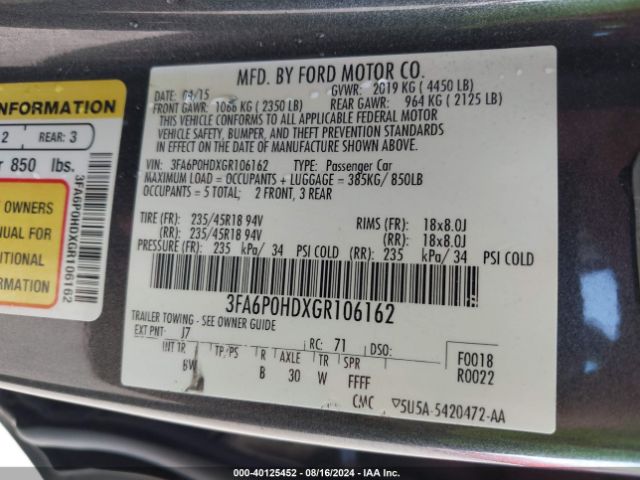 MFD. BY FORD MOTOR CO.
DATE: 09/15 GVWR: 2019 KG ( 4450 LB)
FRONT GAWR: 1066 KG ( 2350 LB) REAR GAWR: 964 KG ( 2125 LB)
THIS VEHICLE CONFORMS TO ALL APPLICABLE FEDERAL MOTOR
VEHICLE SAFETY, BUMPER, AND THEFT PREVENTION STANDARDS
IN EFFECT ON THE DATE OF MANUFACTURE SHOWN ABOVE.
VIN: 3FA6P0HDXGR106162 TYPE: Passenger Car
MAXIMUM LOAD = OCCUPANTS + LUGGAGE = 385KG/ 850LB
OCCUPANTS = 5 TOTAL; 2 FRONT, 3 REAR
TIRE (FR): 235/45R18 94V RIMS (FR): 18x8.0J
(RR): 235/45R18 94V (RR): 18x8.0J
PRESSURE (FR): 235 kPa/ 34 PSI COLD (RR): 235 kPa/ 34 PSI COLD
3FA6P0HDXGR106162
TRAILER TOWING - SEE OWNER GUIDE
EXT PNT: J7 RC: 71 DSO:
INT TR TP/PS R AXLE TR SPR F0018
BW B 30 W FFFF R0022
CMC ▽5U5A-5420472-AA
INFORMATION
2 REAR: 3
850 lbs.
OWNERS
NUAL FOR
DITIONAL
ORMATION
3FA6P0HDXGR106162
000-40125452 - 08/16/2024 - IAA Inc.